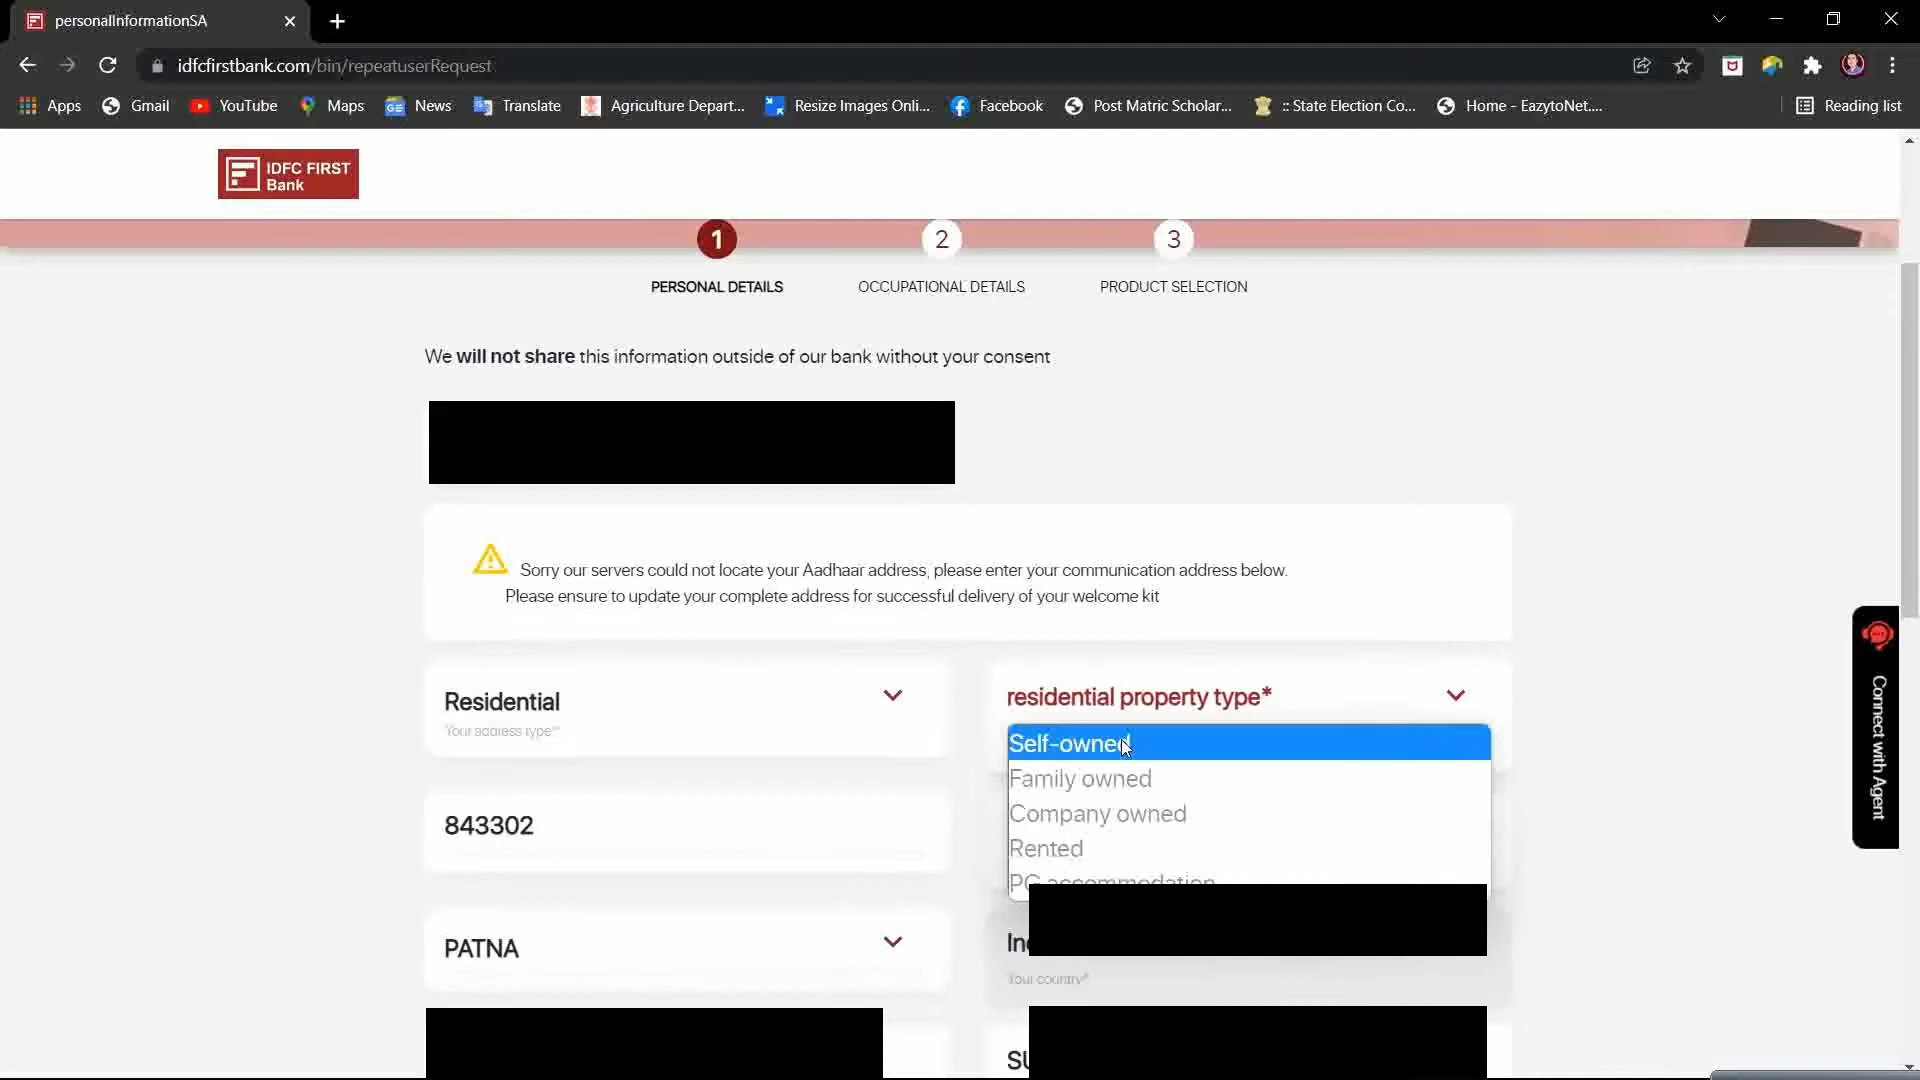 personalInformationSA
idfcfirstbank.com/bin/repeatuserRequest
Apps Gmail YouTube Maps News Translate Agriculture Depart... Resize Images Onli... Facebook Post Matric Scholar... :: State Election Co... Home - EazytoNet.... Reading list
IDFC FIRST
Bank
1 2 3
PERSONAL DETAILS OCCUPATIONAL DETAILS PRODUCT SELECTION
We will not share this information outside of our bank without your consent
Sorry our servers could not locate your Aadhaar address, please enter your communication address below.
Please ensure to update your complete address for successful delivery of your welcome kit
Residential
Your address type*
residential property type*
Self-owned
Family owned
Company owned
Rented
PG accommodation
843302
PATNA
Your country*
Connect with Agent